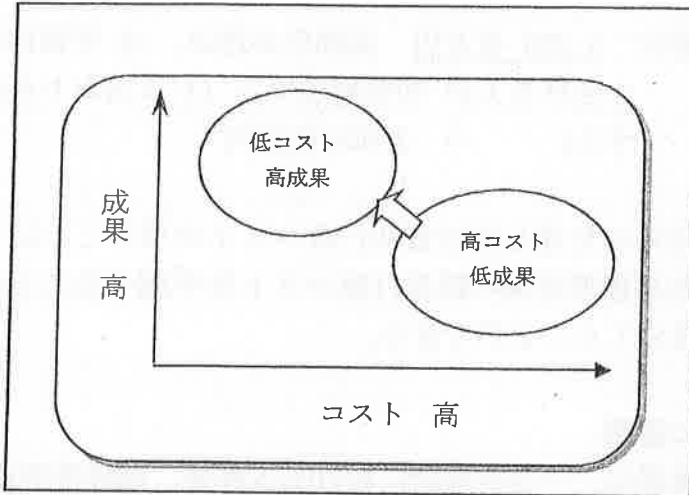 低コスト
高成果
高コスト
低成果
成果 高
コスト 高